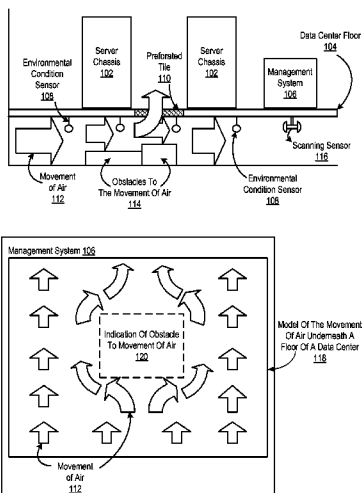 Data Center Floor
104
Environmental
Condition
Sensor
108
Server
Chassis
102
Preforated
Tile
110
Server
Chassis
102
Management
System
106
Scanning Sensor
116
Movement
of Air
112
Obstacles To
The Movement Of Air
114
Environmental
Condition Sensor
108
Management System 106
Indication Of Obstacle
To Movement Of Air
120
Model Of The Movement
Of Air Underneath A
Floor Of A Data Center
118
Movement
of Air
112